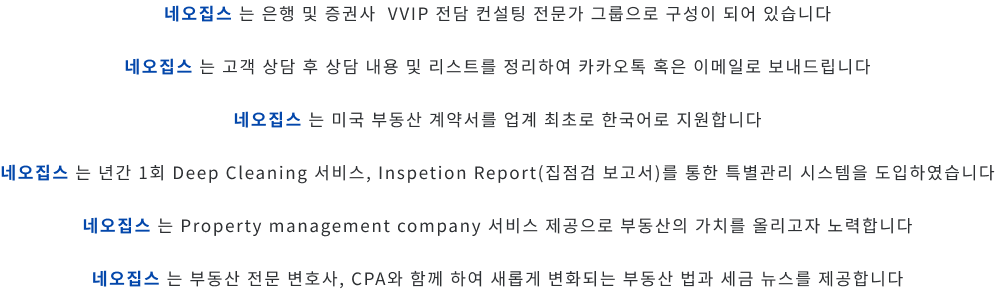 네오집스 는 은행 및 증권사 VVIP 전담 컨설팅 전문가 그룹으로 구성이 되어 있습니다
네오집스 는 고객 상담 후 상담 내용 및 리스트를 정리하여 카카오톡 혹은 이메일로 보내드립니다
네오집스 는 미국 부동산 계약서를 업계 최초로 한국어로 지원합니다
네오집스 는 년간 1회 Deep Cleaning 서비스, Inspetion Report(집점검 보고서)를 통한 특별관리 시스템을 도입하였습니다
네오집스 는 Property management company 서비스 제공으로 부동산의 가치를 올리고자 노력합니다
네오집스 는 부동산 전문 변호사, CPA와 함께 하여 새롭게 변화되는 부동산 법과 세금 뉴스를 제공합니다